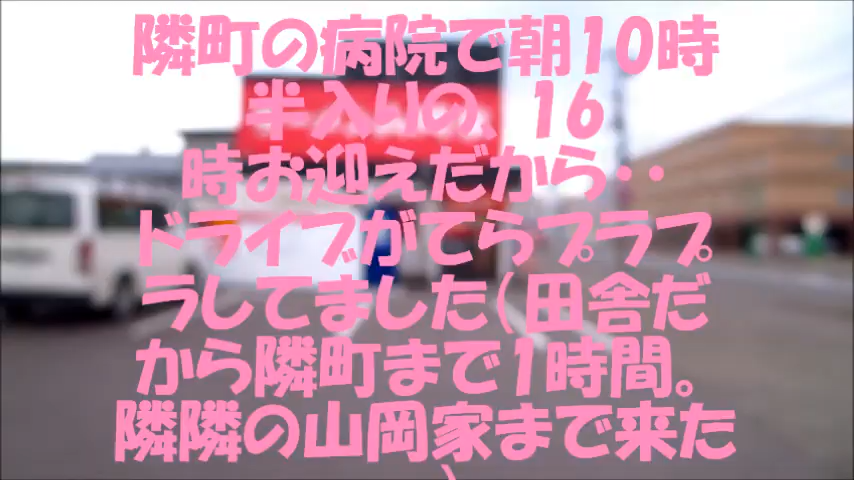 隣町の病院で朝10時
半入りの、16
時お迎えだから‥
ドライブがてらプラプ
ラしてました(田舎だ
から隣町まで1時間。
隣隣の山岡家まで来た
)